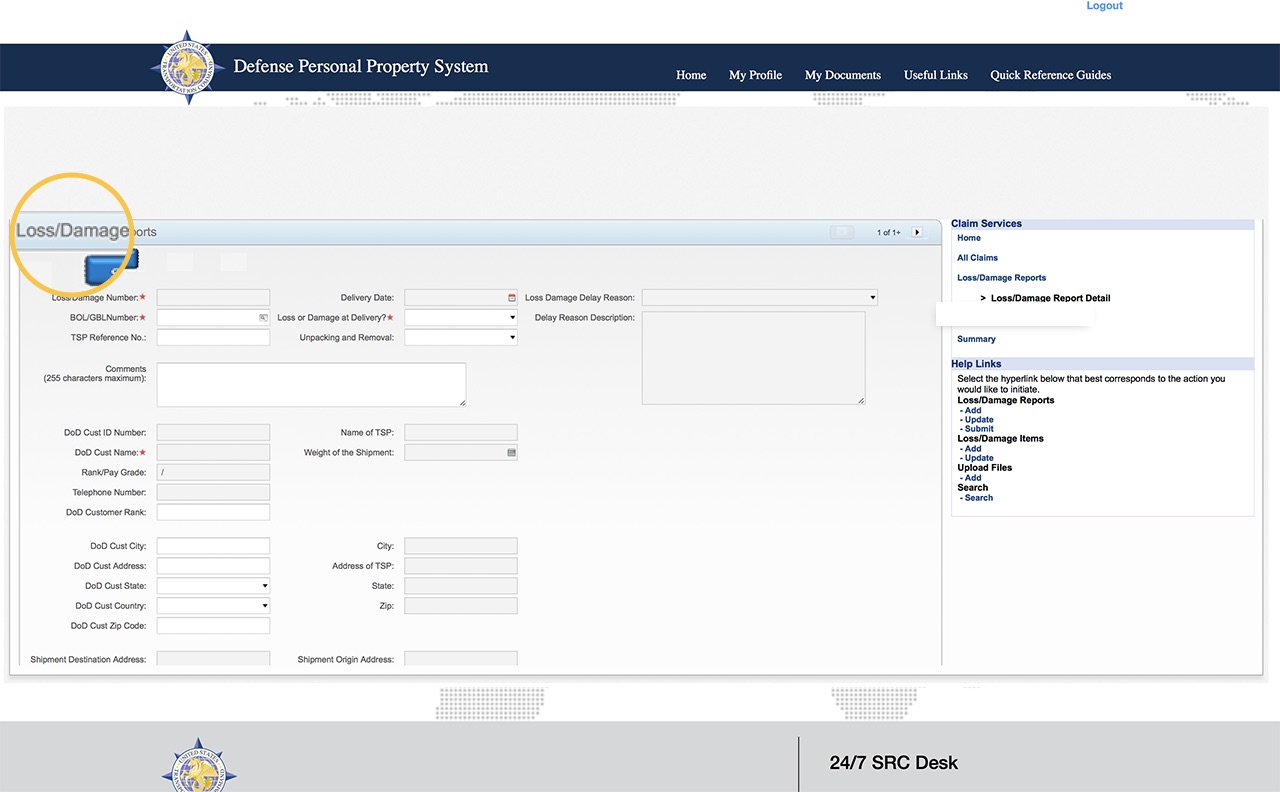 Logout
UNITED STATES
TRANSPORTATION COMMAND
Defense Personal Property System
Home
My Profile
My Documents
Useful Links
Quick Reference Guides
Loss/Damage
ports
1 of 1+
Loss/Damage Number:*
Delivery Date:
Loss Damage Delay Reason:
BOL/GBLNumber:*
Loss or Damage at Delivery?*
Delay Reason Description:
TSP Reference No.:
Unpacking and Removal:
Comments
(255 characters maximum):
DoD Cust ID Number:
Name of TSP:
DoD Cust Name:*
Weight of the Shipment:
Rank/Pay Grade:
/
Telephone Number:
DoD Customer Rank:
DoD Cust City:
City:
DoD Cust Address:
Address of TSP:
DoD Cust State:
State:
DoD Cust Country:
Zip:
DoD Cust Zip Code:
Shipment Destination Address:
Shipment Origin Address:
Claim Services
Home
All Claims
Loss/Damage Reports
> Loss/Damage Report Detail
Summary
Help Links
Select the hyperlink below that best corresponds to the action you
would like to initiate.
Loss/Damage Reports
- Add
- Update
- Submit
Loss/Damage Items
- Add
- Update
Upload Files
- Add
Search
- Search
UNITED STATES
24/7 SRC Desk